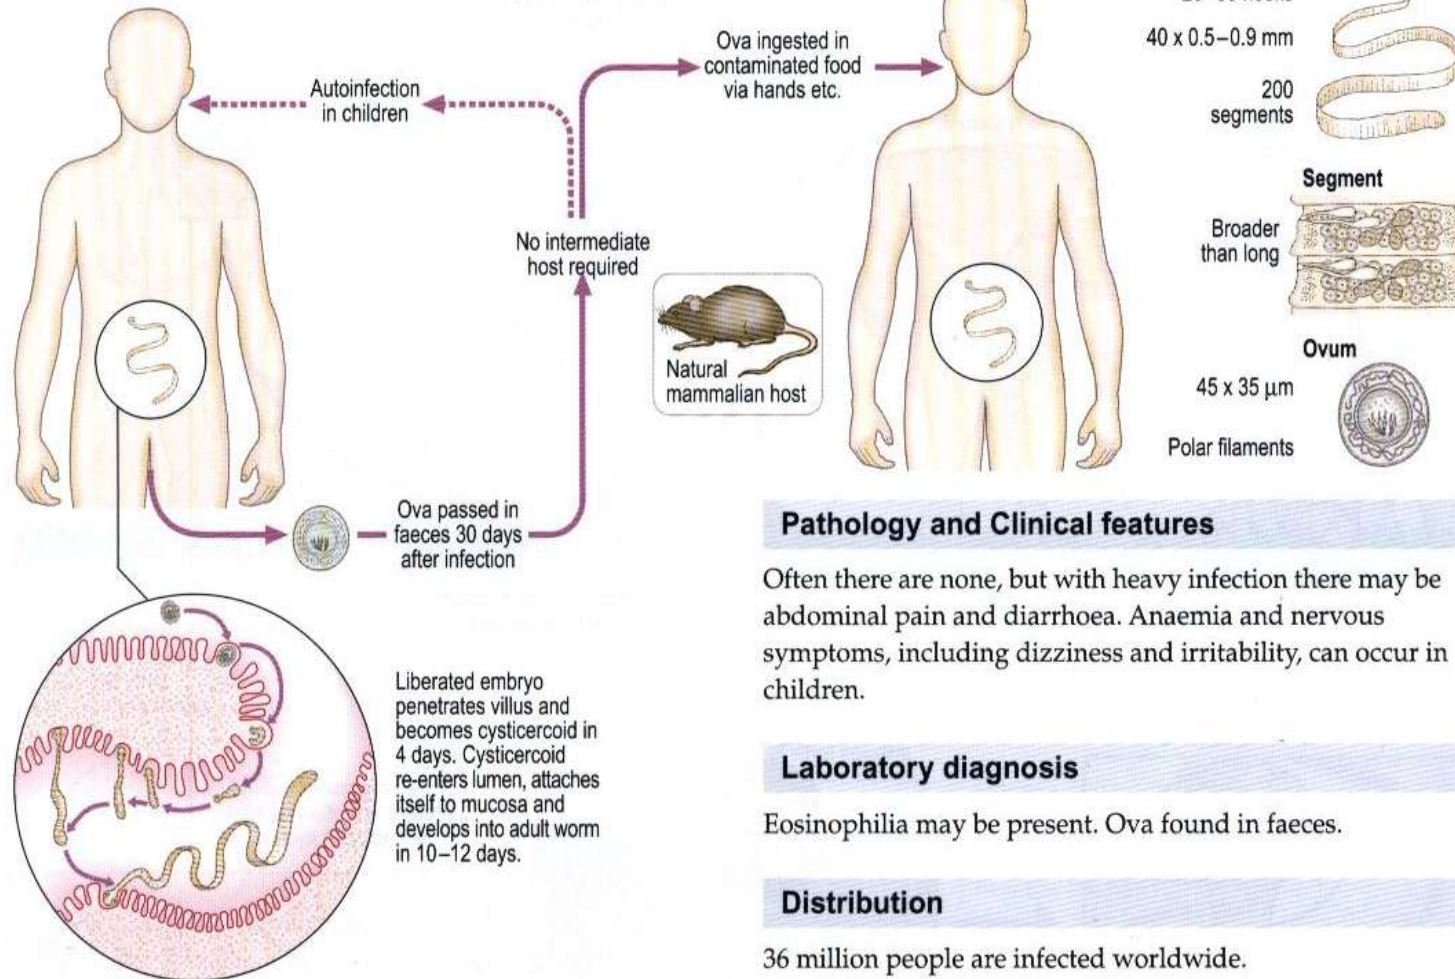 Autoinfection
in children
Ova ingested in
contaminated food
via hands etc.
No intermediate
host required
Natural
mammalian host
Ova passed in
faeces 30 days
after infection
Liberated embryo
penetrates villus and
becomes cysticercoid in
4 days. Cysticercoid
re-enters lumen, attaches
itself to mucosa and
develops into adult worm
in 10–12 days.
40 x 0.5–0.9 mm
200
segments
Segment
Broader
than long
Ovum
45 x 35 µm
Polar filaments
Pathology and Clinical features
Often there are none, but with heavy infection there may be
abdominal pain and diarrhoea. Anaemia and nervous
symptoms, including dizziness and irritability, can occur in
children.
Laboratory diagnosis
Eosinophilia may be present. Ova found in faeces.
Distribution
36 million people are infected worldwide.